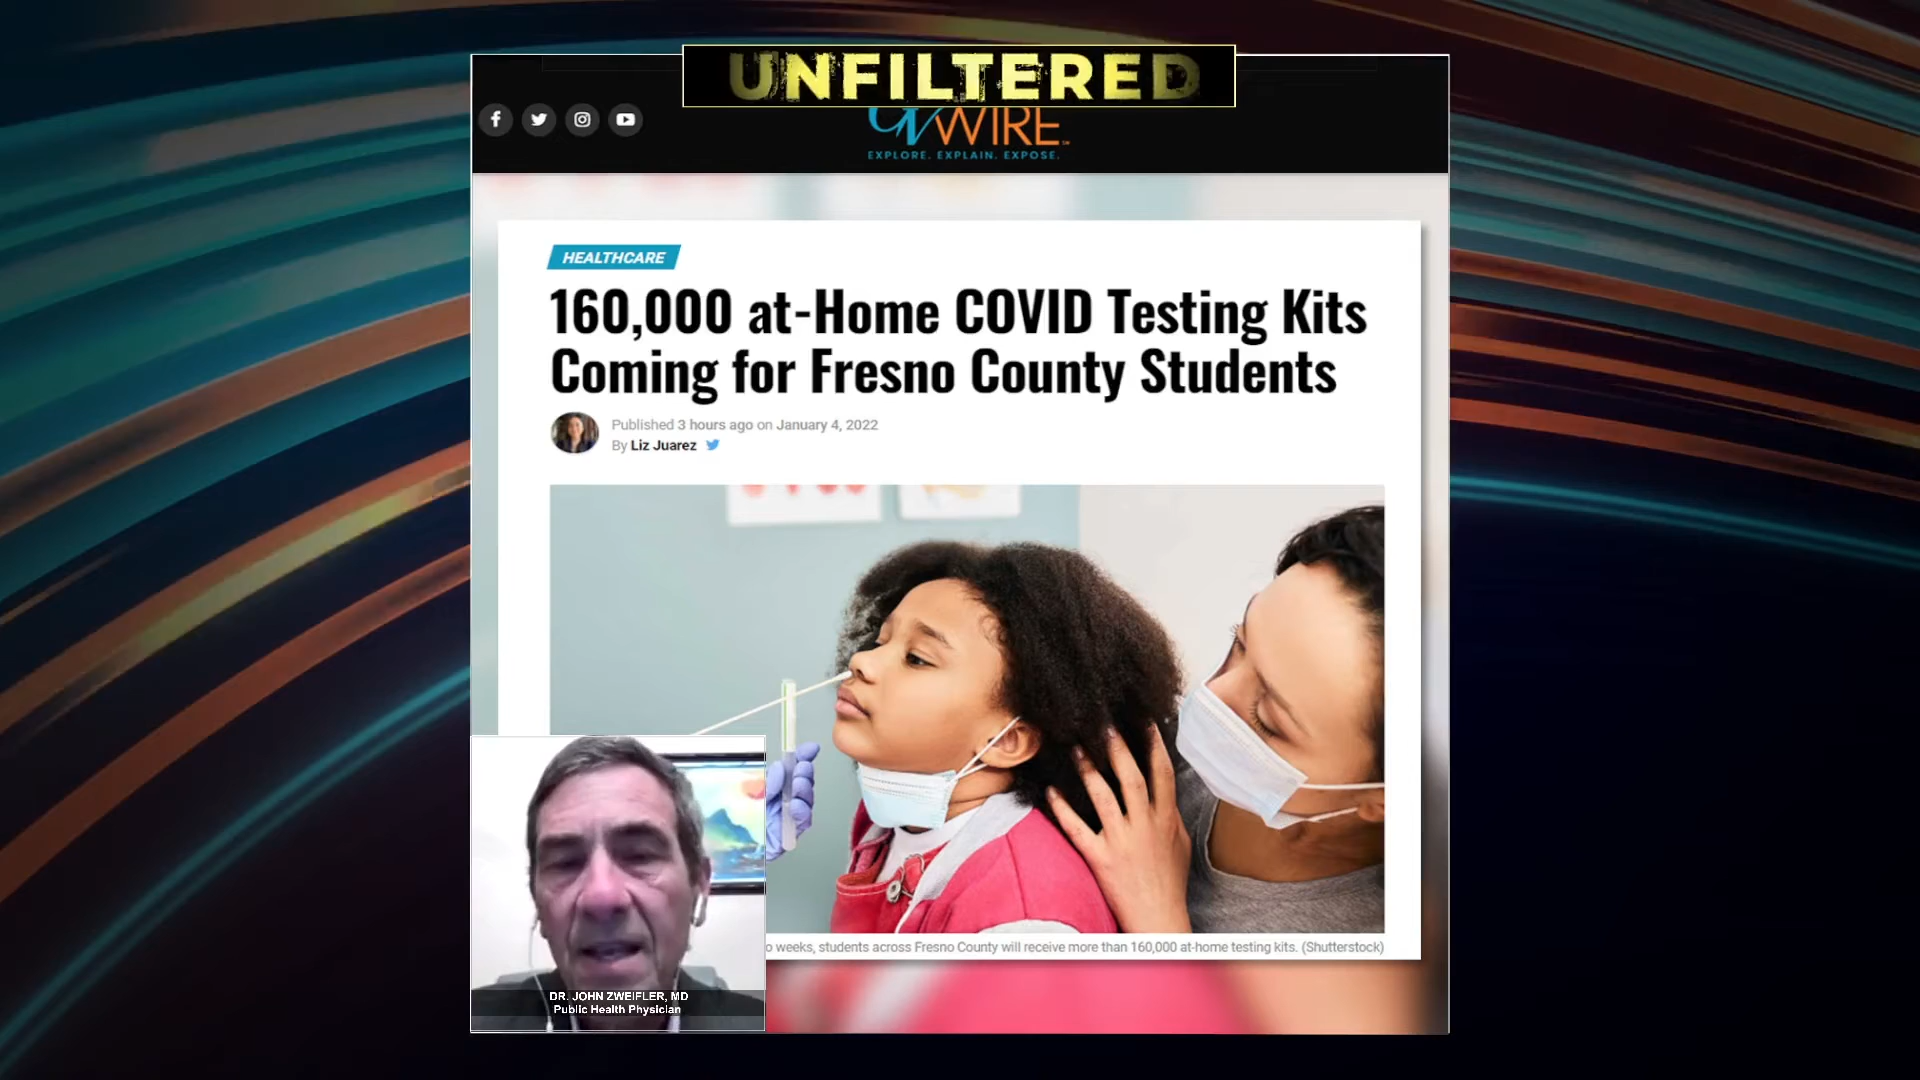 UNFILTERED
GVWIRE
EXPLORE. EXPLAIN. EXPOSE.
HEALTHCARE
160,000 at-Home COVID Testing Kits
Coming for Fresno County Students
Published 3 hours ago on January 4, 2022
By Liz Juarez
o weeks, students across Fresno County will receive more than 160,000 at-home testing kits. (Shutterstock)
DR. JOHN ZWEIFLER, MD
Public Health Physician